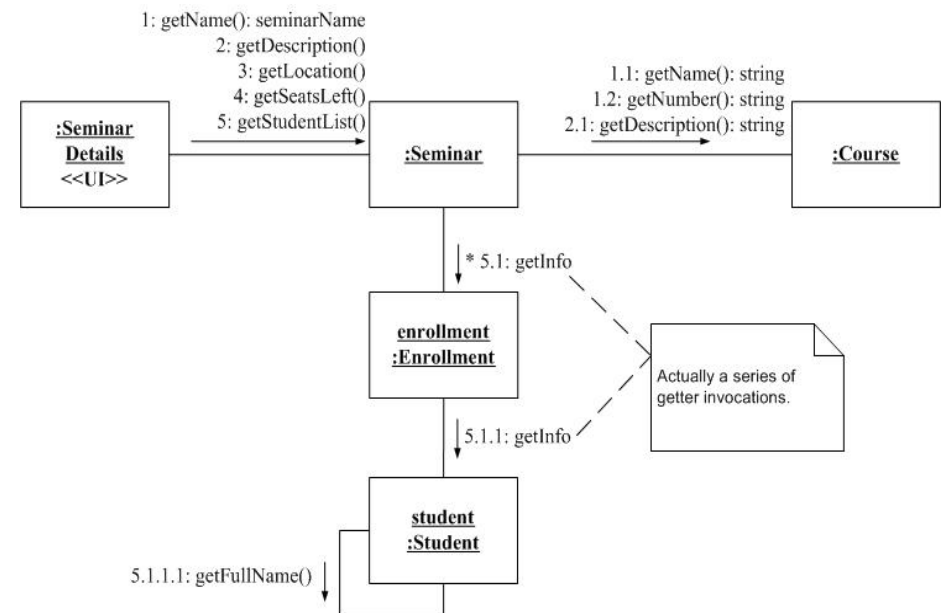 1: getName(): seminarName
2: getDescription()
3: getLocation()
4: getSeatsLeft()
5: getStudentList()
1.1: getName(): string
1.2: getNumber(): string
2.1: getDescription(): string
:Seminar
Details
<<UI>>
:Seminar
:Course
* 5.1: getInfo
enrollment
:Enrollment
Actually a series of
getter invocations.
5.1.1: getInfo
student
:Student
5.1.1.1: getFullName()